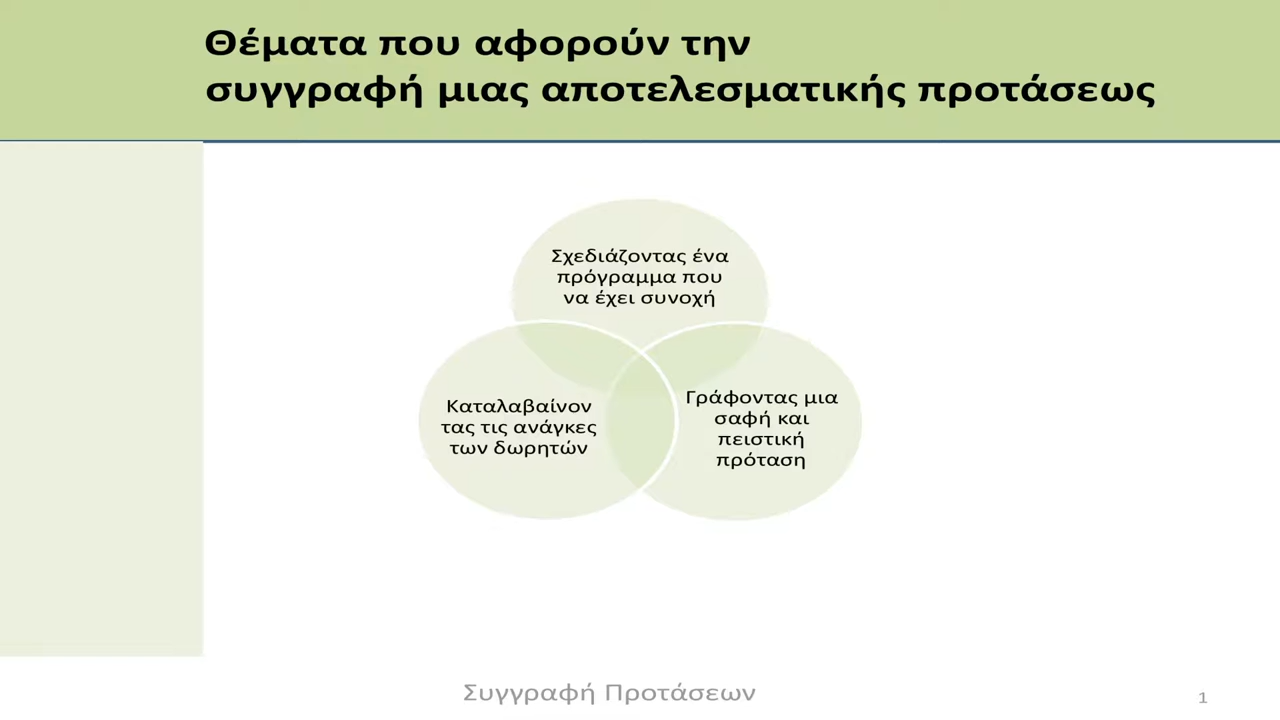 Θέματα που αφορούν την
συγγραφή μιας αποτελεσματικής προτάσεως
Σχεδιάζοντας ένα
πρόγραμμα που
να έχει συνοχή
Καταλαβαίνον
τας τις ανάγκες
των δωρητών
Γράφοντας μια
σαφή και
πειστική
πρόταση
Συγγραφή Προτάσεων
1